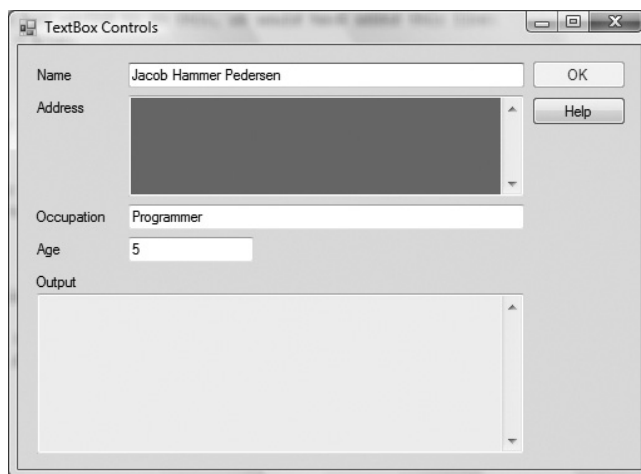 TextBox Controls
Name Jacob Hammer Pedersen OK
Address Help
Occupation Programmer
Age 5
Output